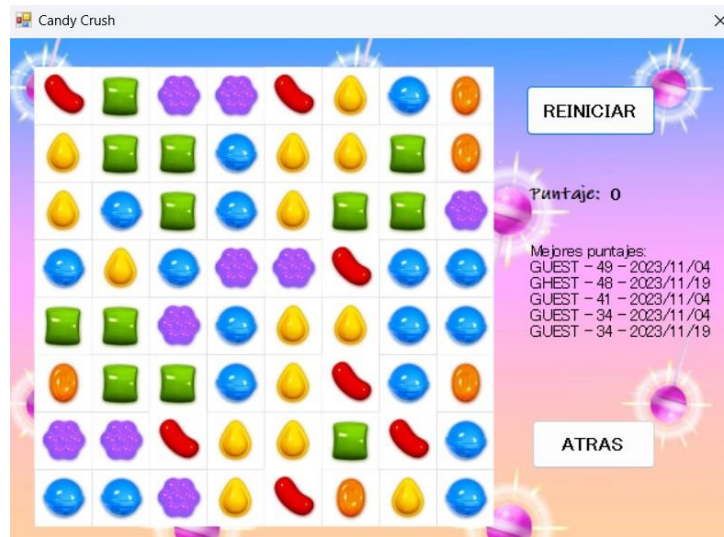 Candy Crush
REINICIAR
Puntaje: 0
Mejores puntajes:
GUEST - 49 - 2023/11/04
GHEST - 48 - 2023/11/19
GUEST - 41 - 2023/11/04
GUEST - 34 - 2023/11/04
GUEST - 34 - 2023/11/19
ATRAS